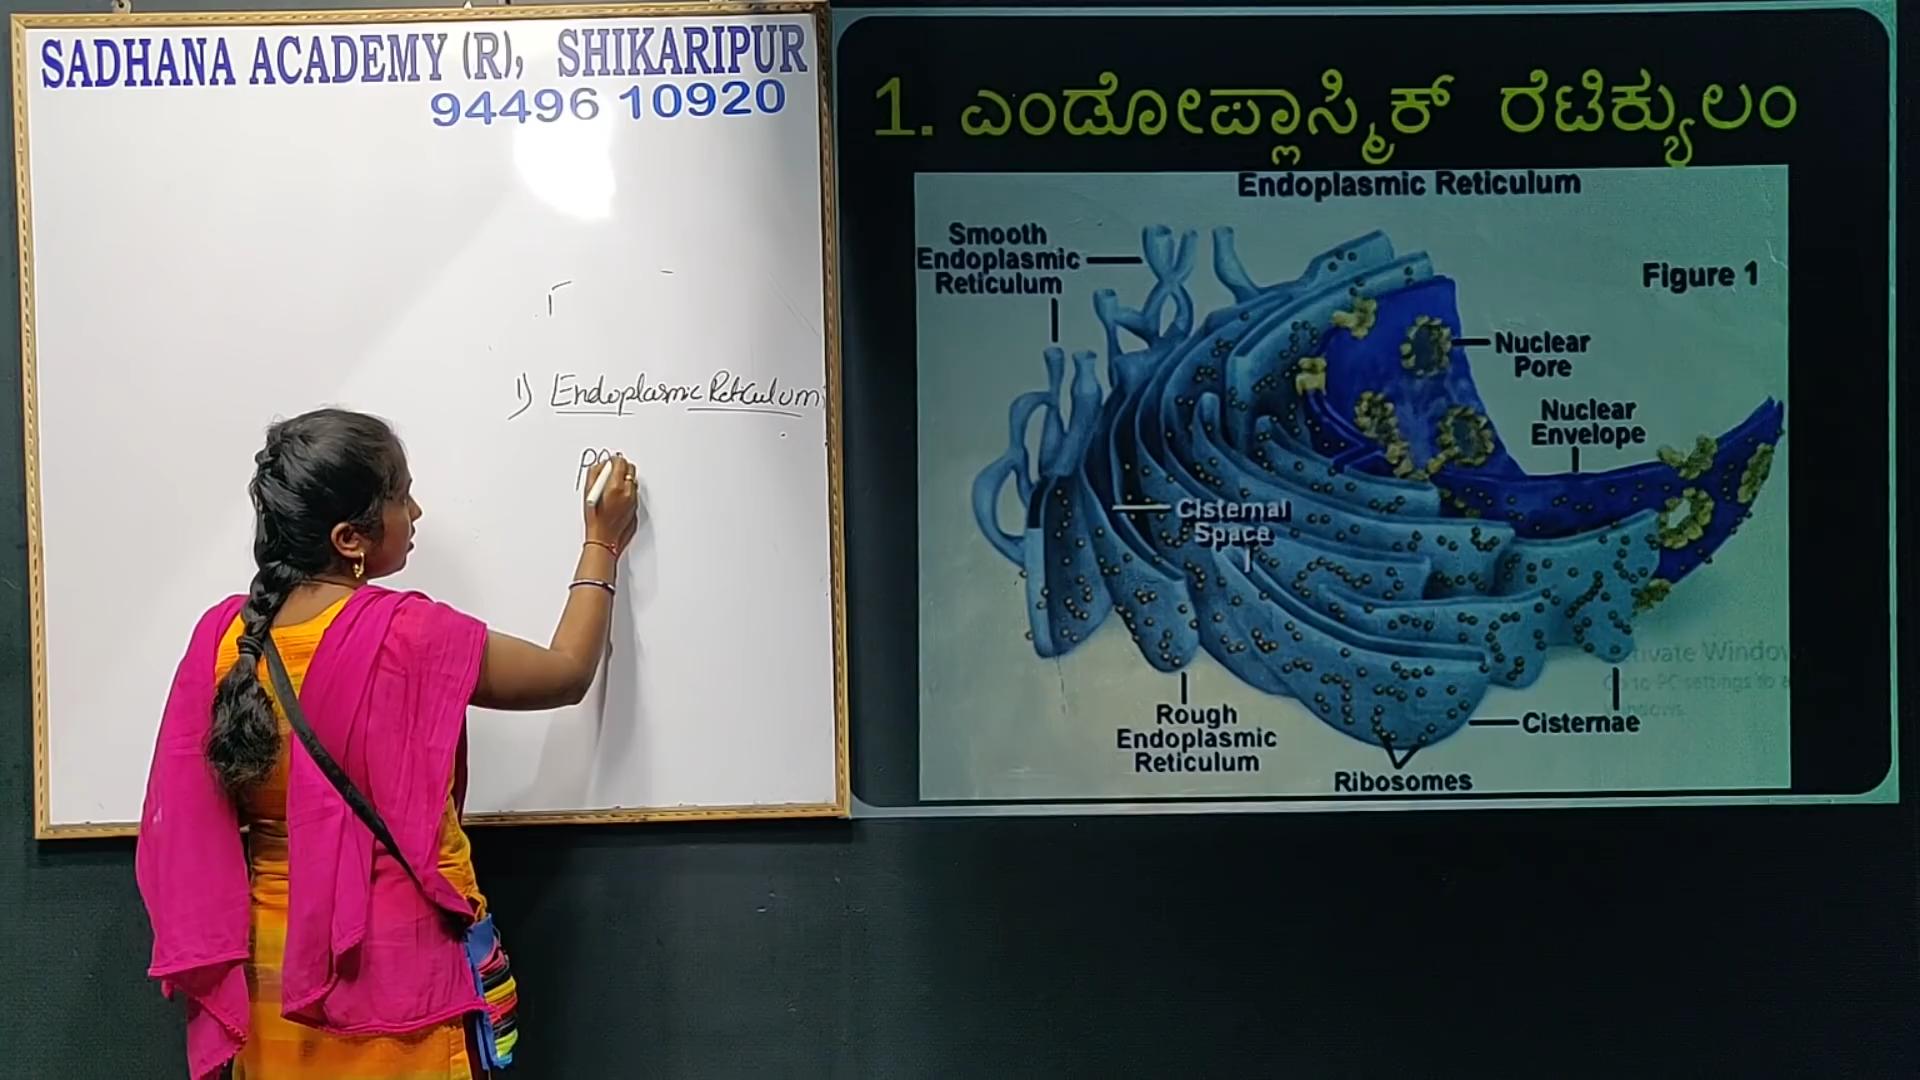 SADHANA ACADEMY (R), SHIKARIPUR
94496 10920
1) Endoplasmic Reticulum
1. ಎಂಡೋಪ್ಲಾಸ್ಮಿಕ್ ರೆಟಿಕ್ಯುಲಂ
Endoplasmic Reticulum
Smooth
Endoplasmic
Reticulum
Figure 1
Nuclear
Pore
Nuclear
Envelope
Cisternal
Space
Rough
Endoplasmic
Reticulum
Cisternae
Ribosomes